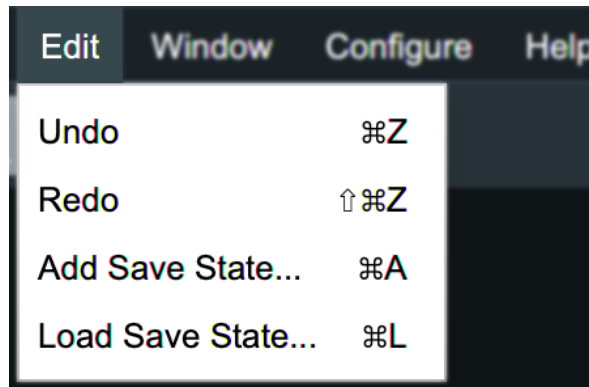 Edit Window Configure Help
Undo ⌘Z
Redo ⇧⌘Z
Add Save State... ⌘A
Load Save State... ⌘L